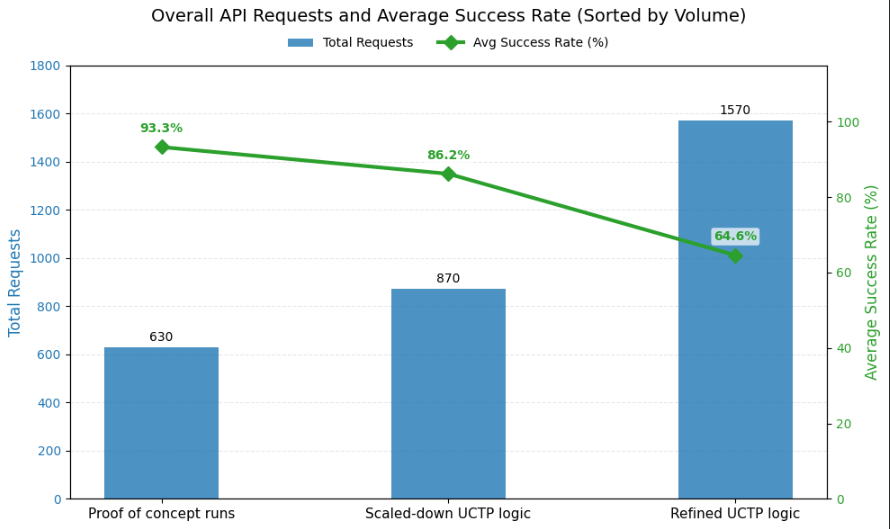 Overall API Requests and Average Success Rate (Sorted by Volume)
Total Requests
Avg Success Rate (%)
1800
1600
1400
1200
1000
800
600
400
200
0
Total Requests
93.3%
86.2%
64.6%
630
870
1570
100
80
60
40
20
0
Average Success Rate (%)
Proof of concept runs
Scaled-down UCTP logic
Refined UCTP logic